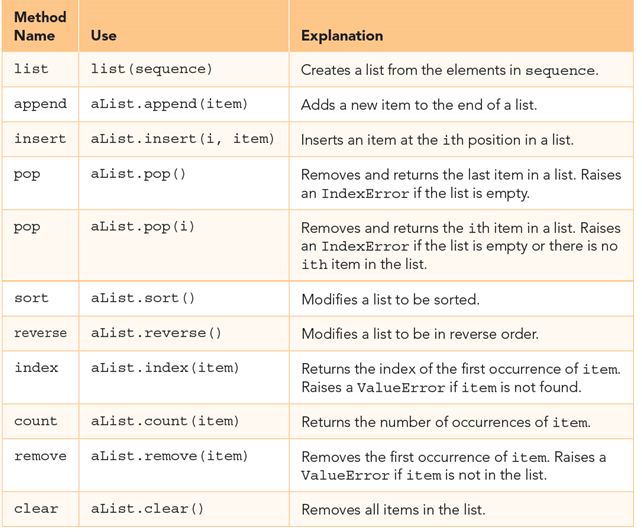 Method
Name Use Explanation
list list(sequence) Creates a list from the elements in sequence.
append aList.append(item) Adds a new item to the end of a list.
insert aList.insert(i, item) Inserts an item at the ith position in a list.
pop aList.pop() Removes and returns the last item in a list. Raises
an IndexError if the list is empty.
pop aList.pop(i) Removes and returns the ith item in a list. Raises
an IndexError if the list is empty or there is no
ith item in the list.
sort aList.sort() Modifies a list to be sorted.
reverse aList.reverse() Modifies a list to be in reverse order.
index aList.index(item) Returns the index of the first occurrence of item.
Raises a ValueError if item is not found.
count aList.count(item) Returns the number of occurrences of item.
remove aList.remove(item) Removes the first occurrence of item. Raises a
ValueError if item is not in the list.
clear aList.clear() Removes all items in the list.